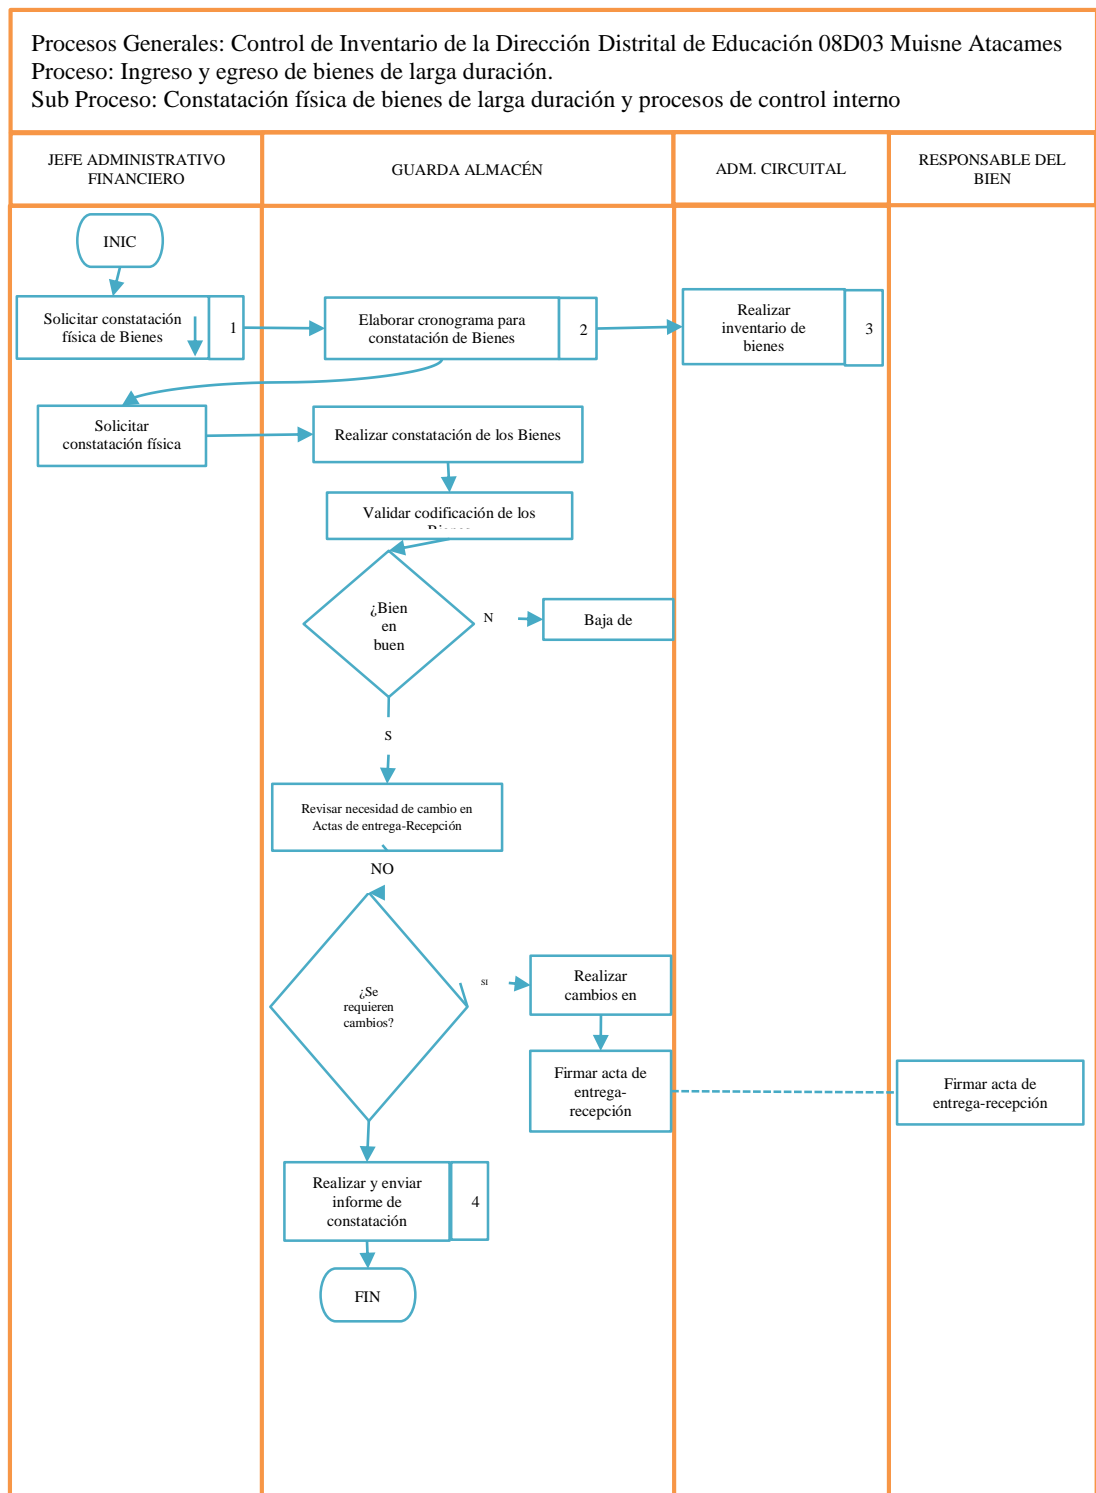 Procesos Generales: Control de Inventario de la Dirección Distrital de Educación 08D03 Muisne Atacames
Proceso: Ingreso y egreso de bienes de larga duración.
Sub Proceso: Constatación física de bienes de larga duración y procesos de control interno
JEFE ADMINISTRATIVO
FINANCIERO
GUARDA ALMACÉN
ADM. CIRCUITAL
RESPONSABLE DEL
BIEN
INIC
Solicitar constatación
física de Bienes
1
Elaborar cronograma para
constatación de Bienes
2
Realizar
inventario de
bienes
3
Solicitar
constatación física
Realizar constatación de los Bienes
Validar codificación de los
¿Bien
en
buen
N
Baja de
S
Revisar necesidad de cambio en
Actas de entrega-Recepción
NO
¿Se
requieren
cambios?
SI
Realizar
cambios en
Firmar acta de
entrega-
recepción
Firmar acta de
entrega-recepción
Realizar y enviar
informe de
constatación
4
FIN